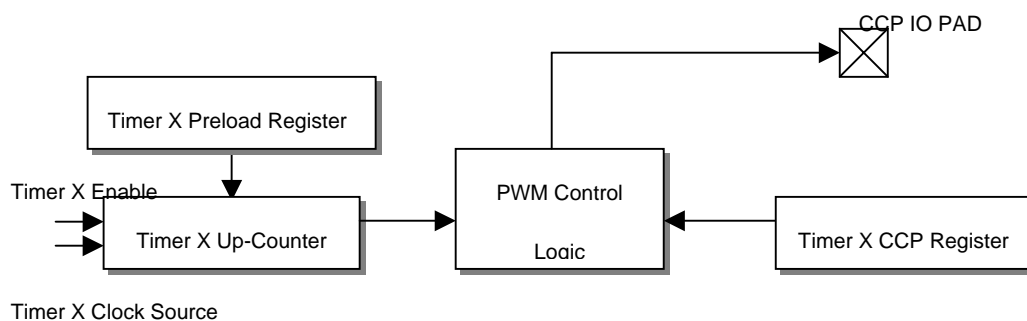 CCP IO PAD
Timer X Preload Register
Timer X Enable
PWM Control
Logic
Timer X Up-Counter
Timer X CCP Register
Timer X Clock Source